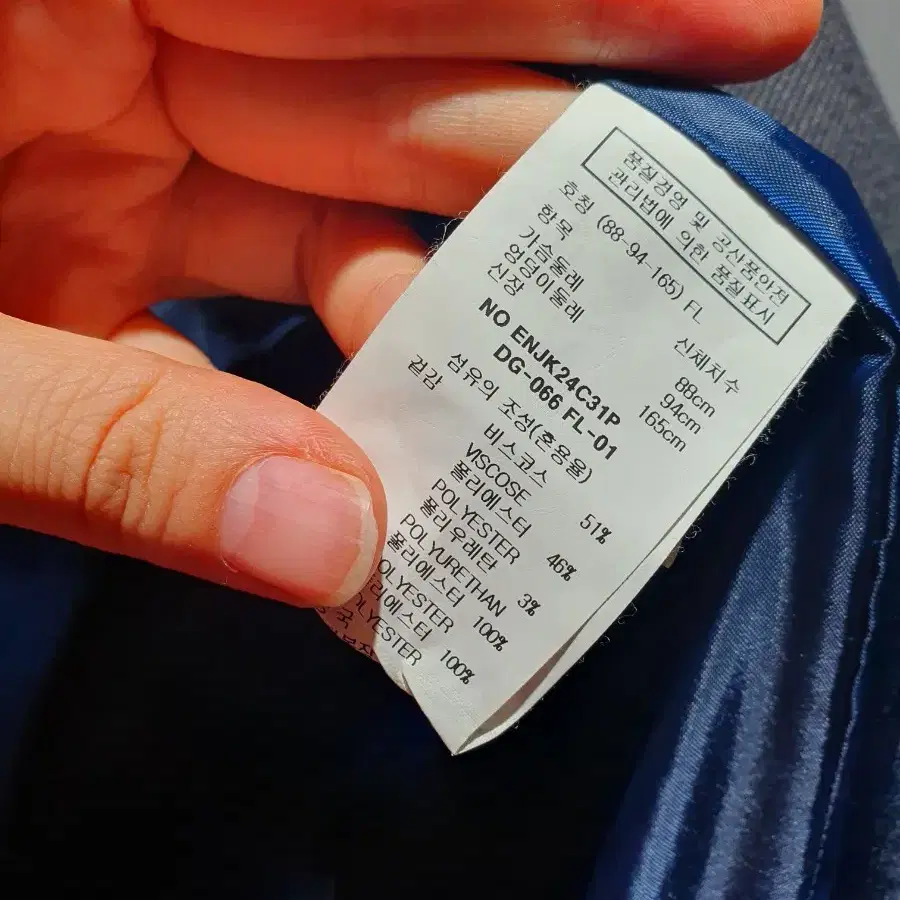 품질경영 및 공산품안전
관리법에 의한 품질표시
호칭 (88-94-165) FL
항목 신체치수
가슴둘레 88cm
엉덩이둘레 94cm
신장 165cm
NO ENJK24C31P
DG-066 FL-01
섬유의 조성(혼용율)
겉감 비스코스
VISCOSE 51%
폴리에스터
POLYESTER 46%
폴리우레탄
POLYURETHAN 3%
폴리에스터
OLYESTER 100%
리에스터
OLYESTER 100%
국